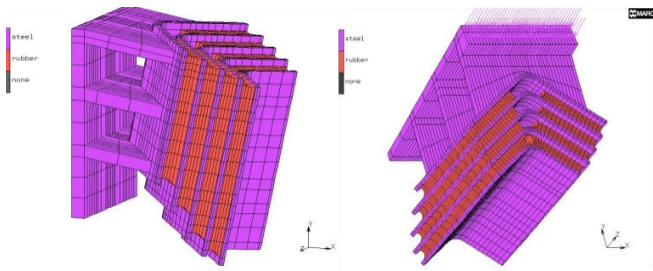 steel
rubber
none
Y
Z
X
MARC
steel
rubber
none
Y
Z
X